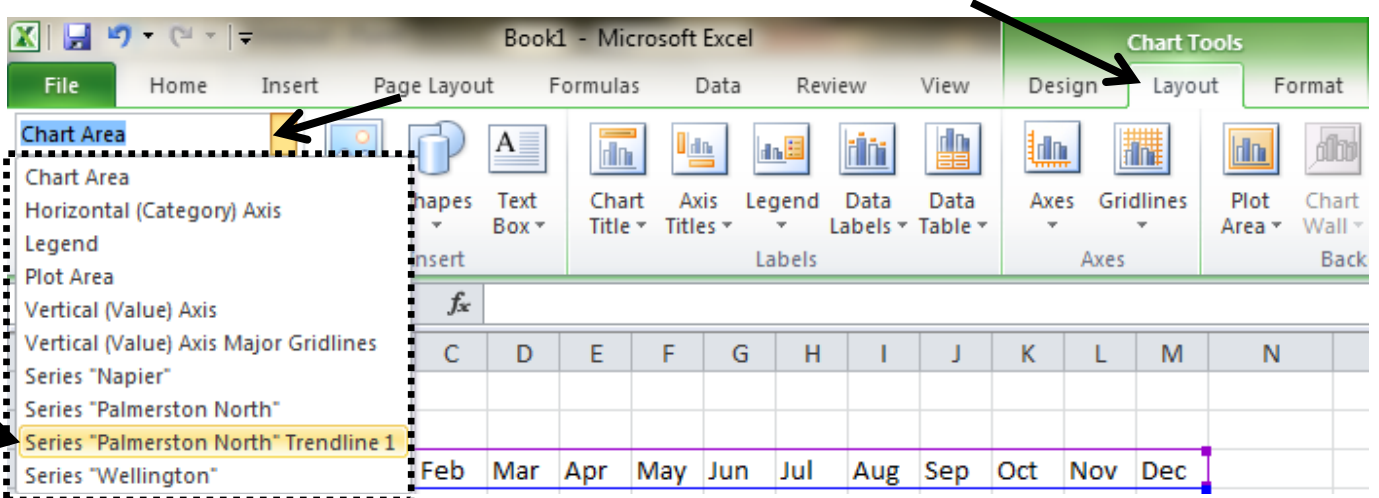 Book1 - Microsoft Excel
Chart Tools
File Home Insert Page Layout Formulas Data Review View Design Layout Format
Chart Area
Chart Area
Horizontal (Category) Axis
Legend
Plot Area
Vertical (Value) Axis
Vertical (Value) Axis Major Gridlines
Series "Napier"
Series "Palmerston North"
Series "Palmerston North" Trendline 1
Series "Wellington"
hapes Text Chart Axis Legend Data Data Axes Gridlines Plot Chart
Box Title Titles Labels Table Area Wall
nsert Labels Axes Back
fx
C D E F G H I J K L M N
Feb Mar Apr May Jun Jul Aug Sep Oct Nov Dec